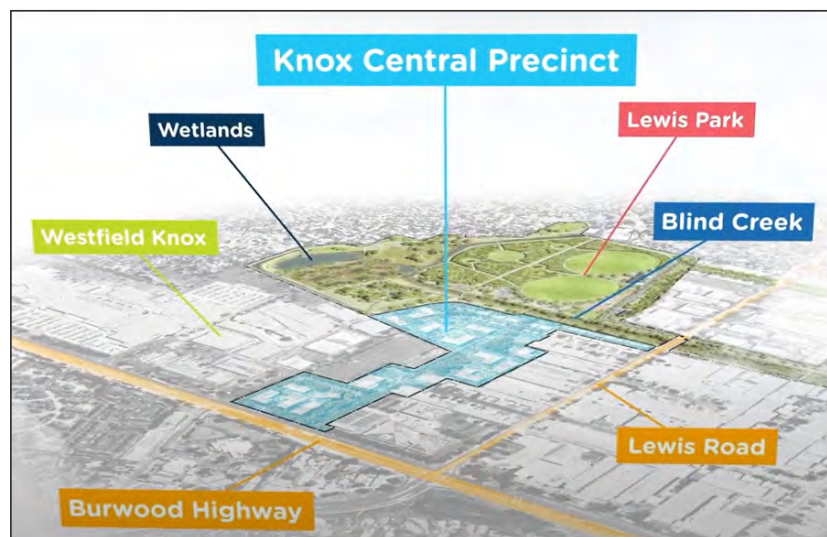 Knox Central Precinct
Wetlands
Lewis Park
Westfield Knox
Blind Creek
Lewis Road
Burwood Highway